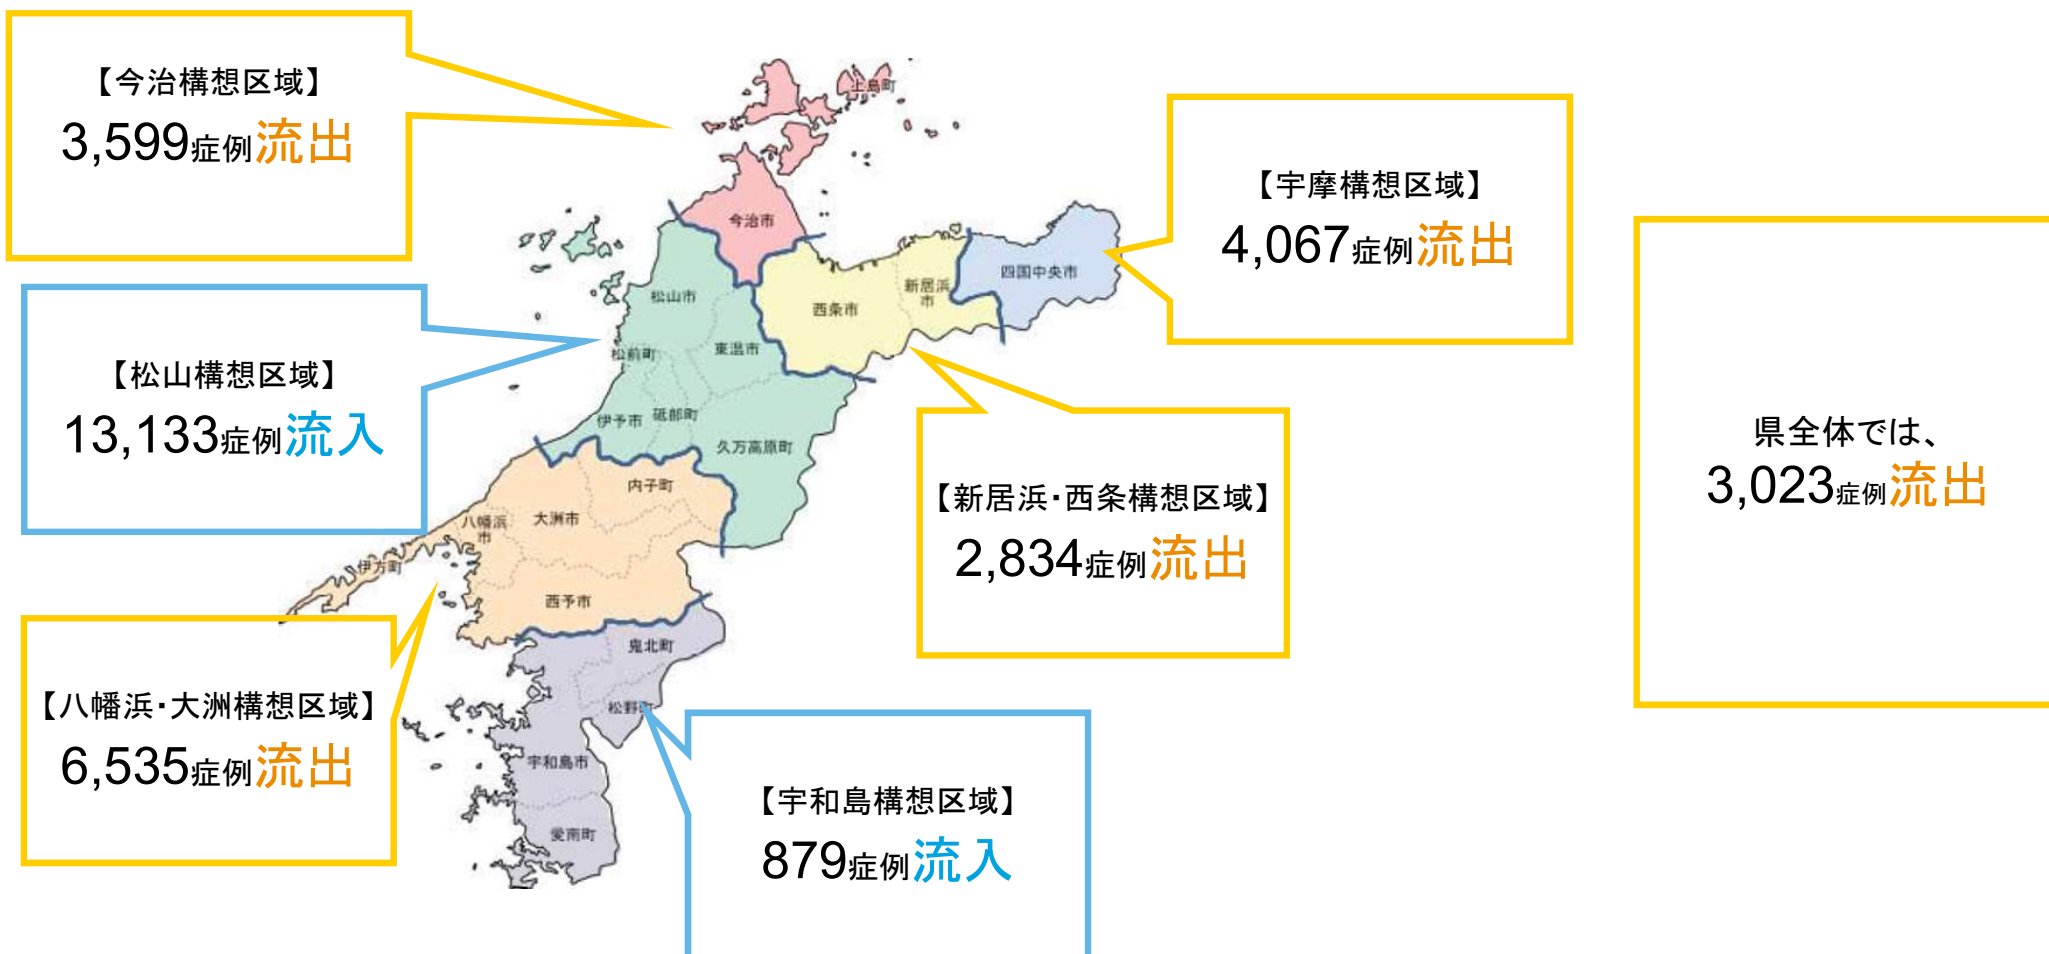 【今治構想区域】
3,599症例流出
【宇摩構想区域】
4,067症例流出
【松山構想区域】
13,133症例流入
【新居浜・西条構想区域】
2,834症例流出
県全体では、
3,023症例流出
【八幡浜・大洲構想区域】
6,535症例流出
【宇和島構想区域】
879症例流入
上島町
今治市
四国中央市
新居浜
市
西条市
松山市
東温市
松前町
伊予市
砥部町
久万高原町
内子町
大洲市
八幡浜
市
伊方町
西予市
鬼北町
松野町
宇和島市
愛南町